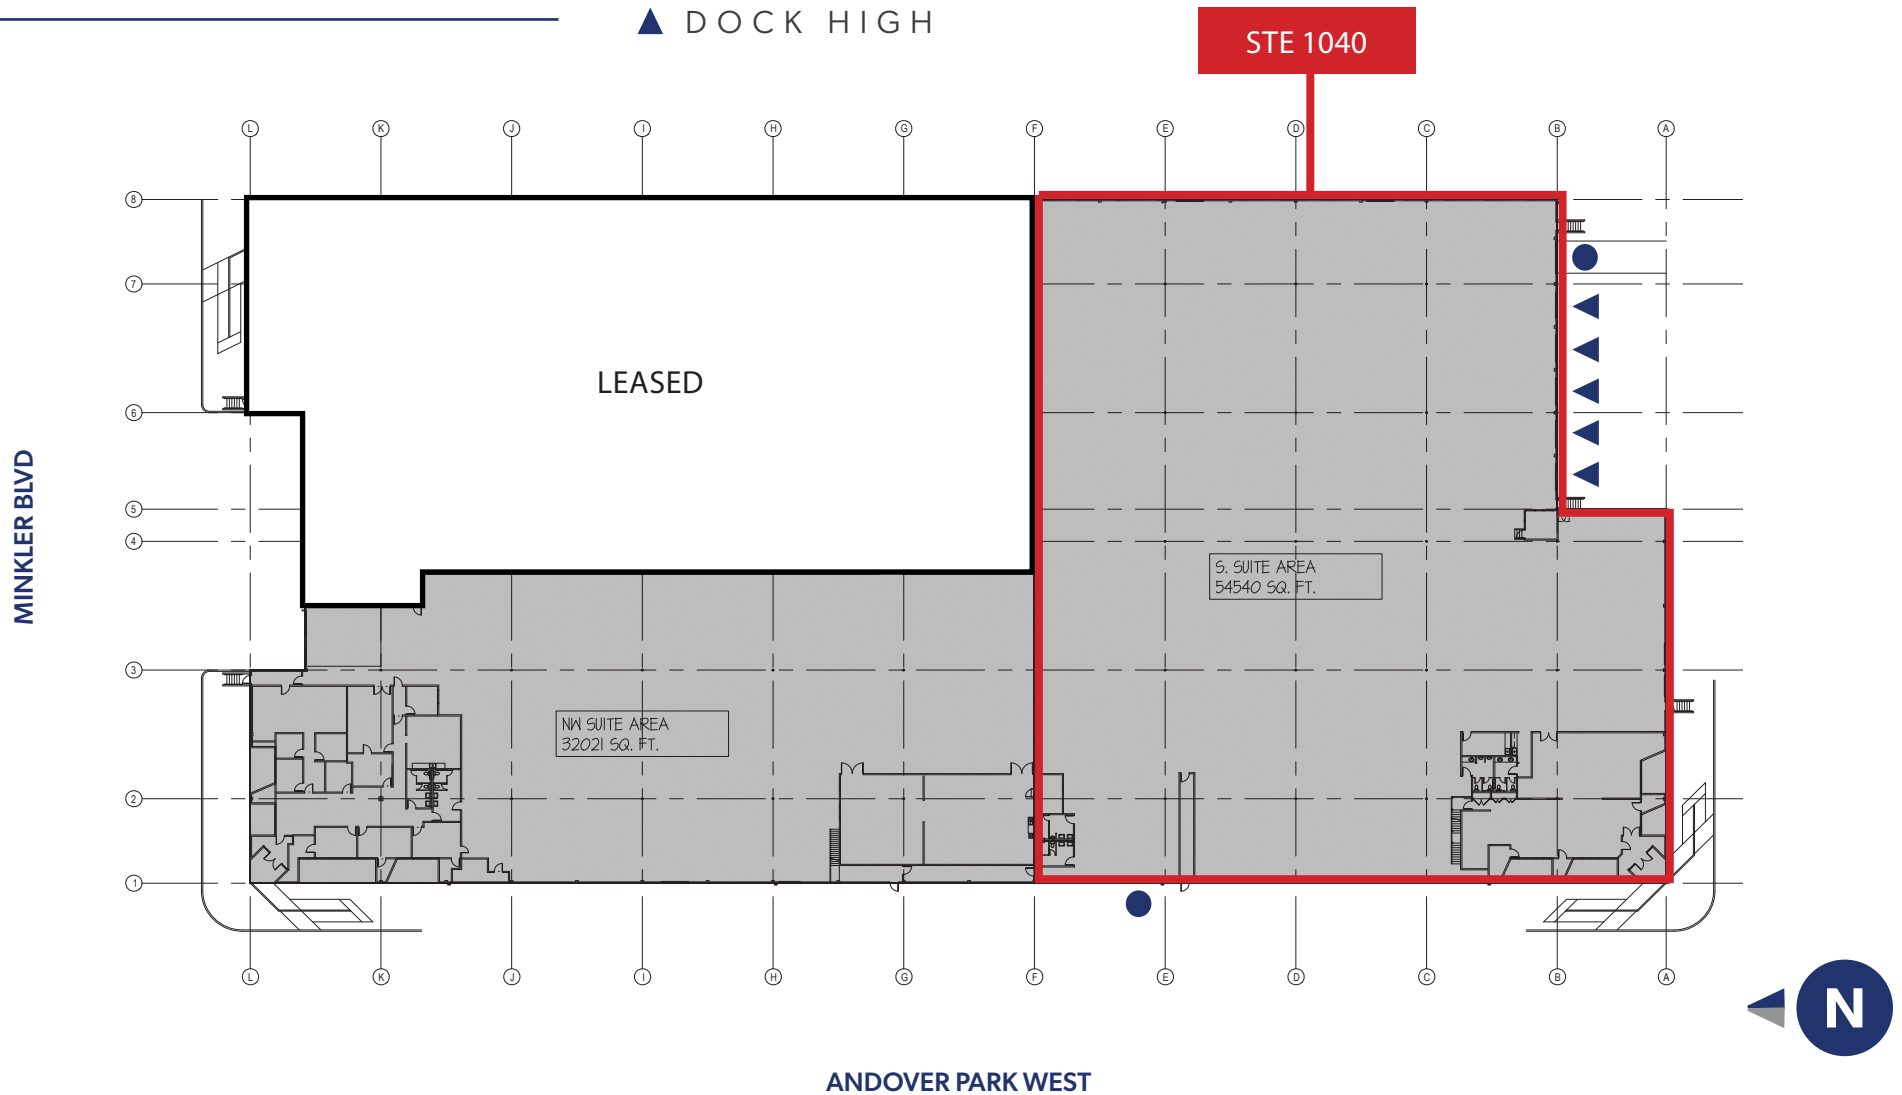 DOCK HIGH
STE 1040
L K J I H G F E D C B A
8
7
LEASED
6
MINKLER BLVD
5
4
S. SUITE AREA
54540 SQ. FT.
3
NW SUITE AREA
32021 SQ. FT.
2
1
L K J I H G F E D C B A
N
ANDOVER PARK WEST